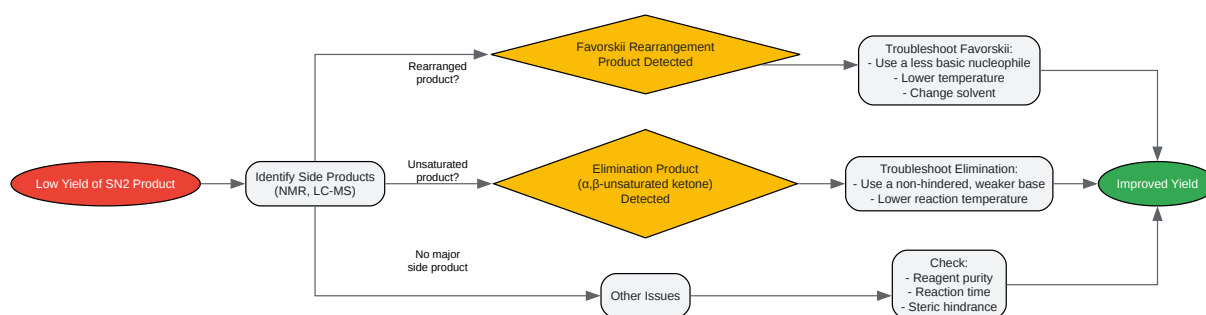 Low Yield of SN2 Product
Identify Side Products
(NMR, LC-MS)
Rearranged
product?
Favorskii Rearrangement
Product Detected
Troubleshoot Favorskii:
- Use a less basic nucleophile
- Lower temperature
- Change solvent
Unsaturated
product?
Elimination Product
(α,β-unsaturated ketone)
Detected
Troubleshoot Elimination:
- Use a non-hindered, weaker base
- Lower reaction temperature
Improved Yield
No major
side product
Other Issues
Check:
- Reagent purity
- Reaction time
- Steric hindrance